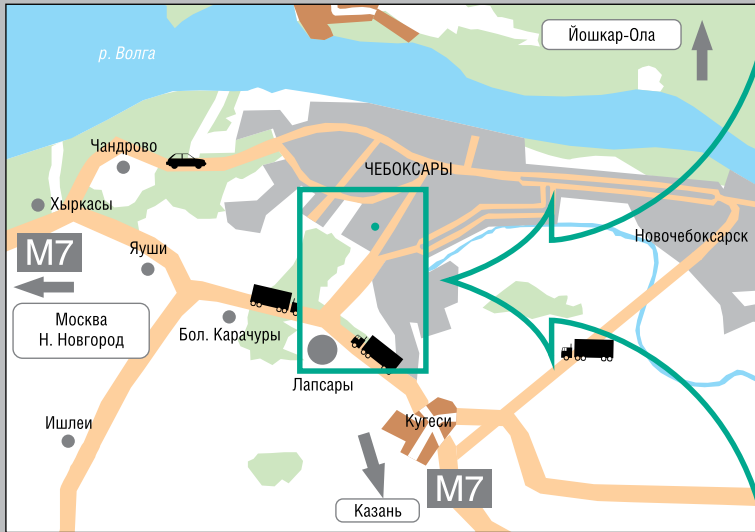 Йошкар-Ола
р. Волга
Чандрово
ЧЕБОКСАРЫ
Хыркасы
Новочебоксарск
М7
Яуши
Москва
Н. Новгород
Бол. Карачуры
Лапсары
Ишлеи
Кугеси
М7
Казань